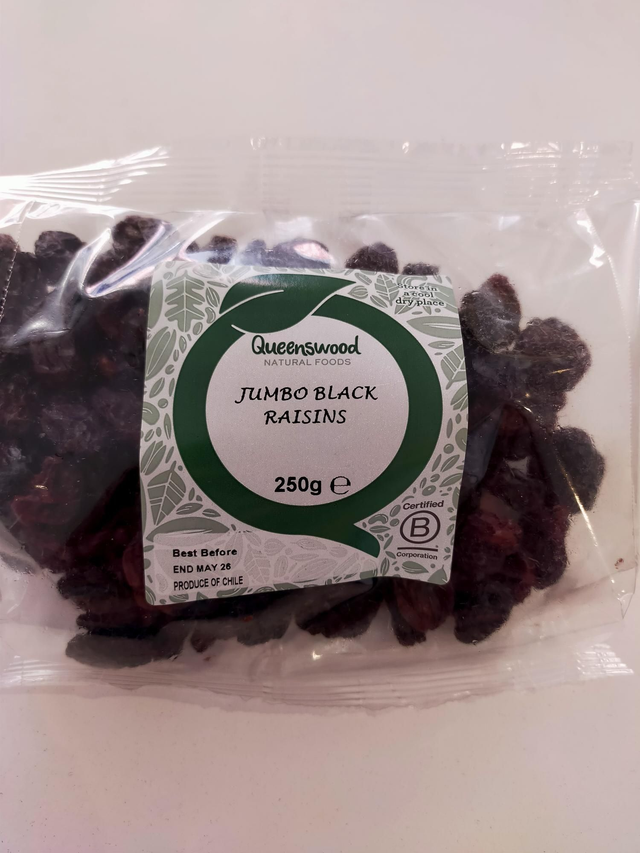 Store in
a cool
dry place
Queenswood
NATURAL FOODS
JUMBO BLACK
RAISINS
250g ℮
Certified
B
Corporation
Best Before
END MAY 26
PRODUCE OF CHILE